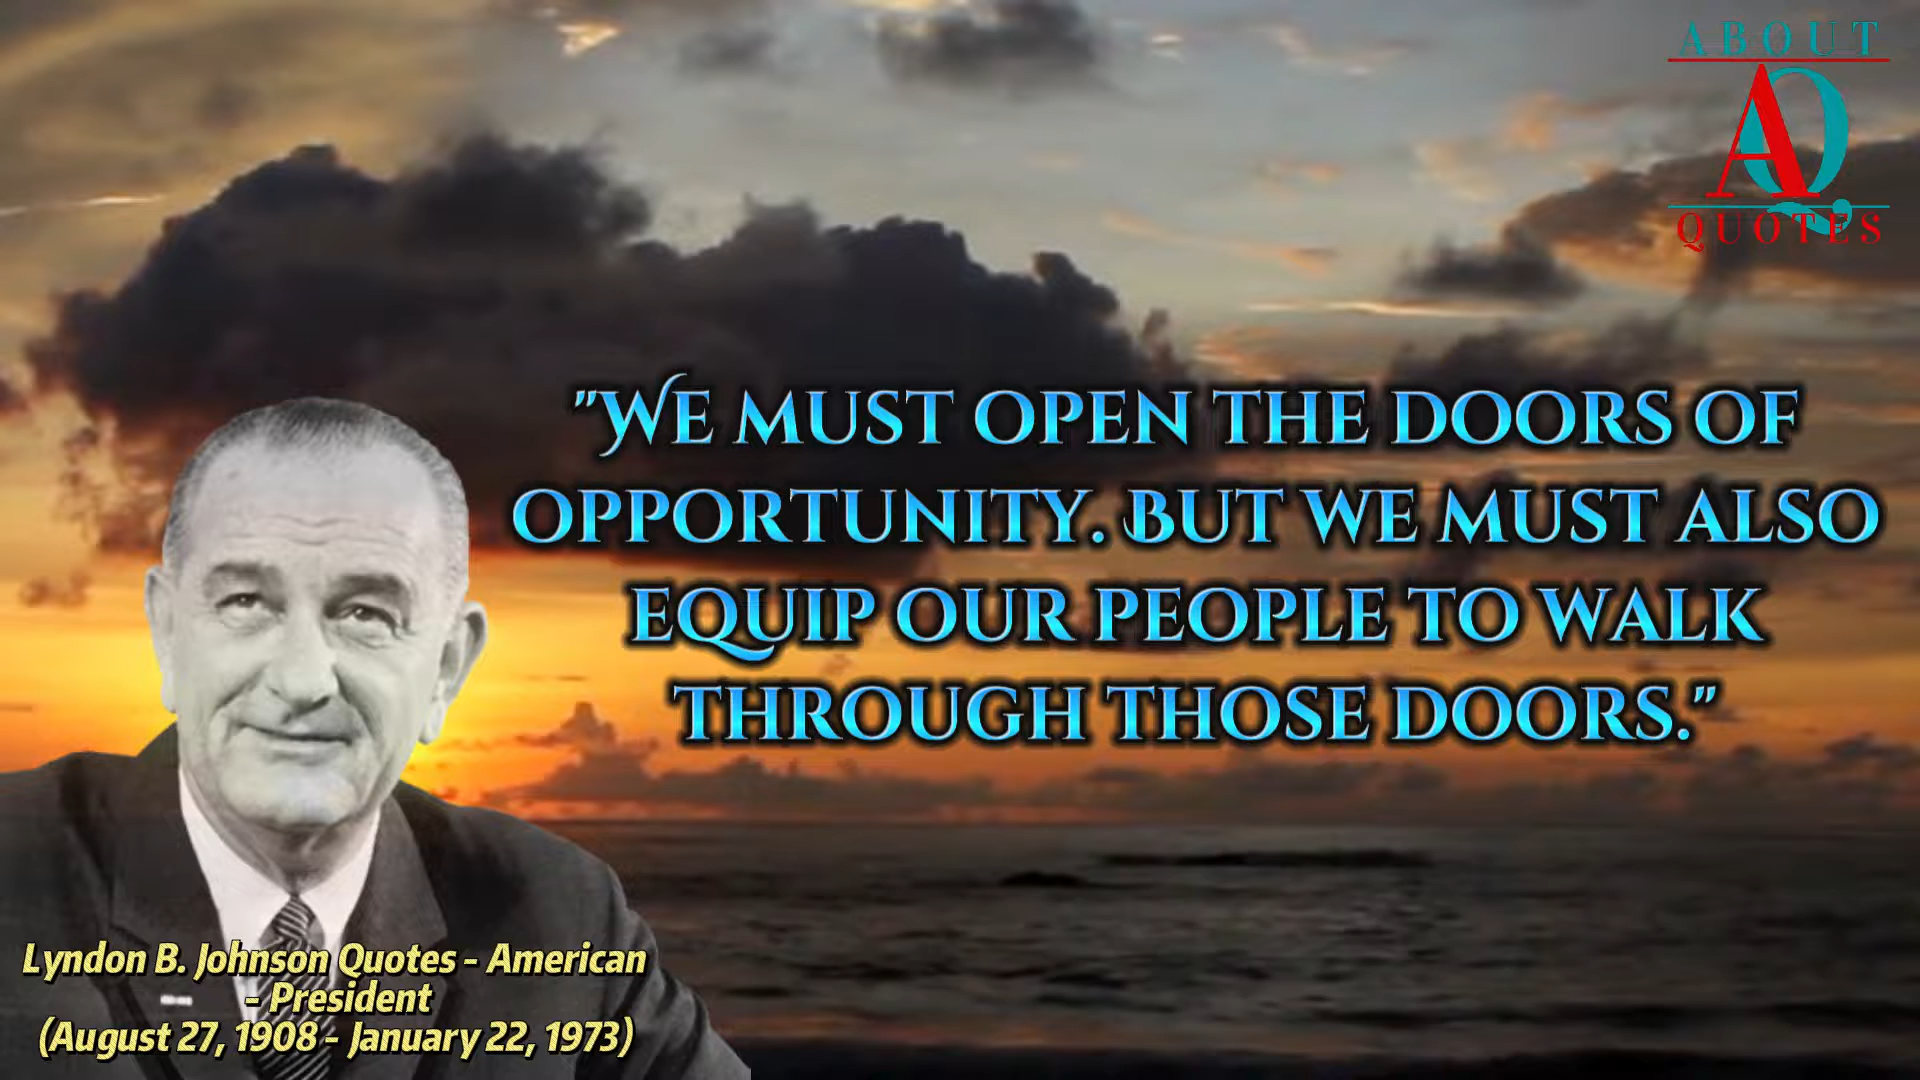 ABOUT
AQ
QUOTES
"We must open the doors of
opportunity. But we must also
equip our people to walk
through those doors."
Lyndon B. Johnson Quotes - American
- President
(August 27, 1908 - January 22, 1973)